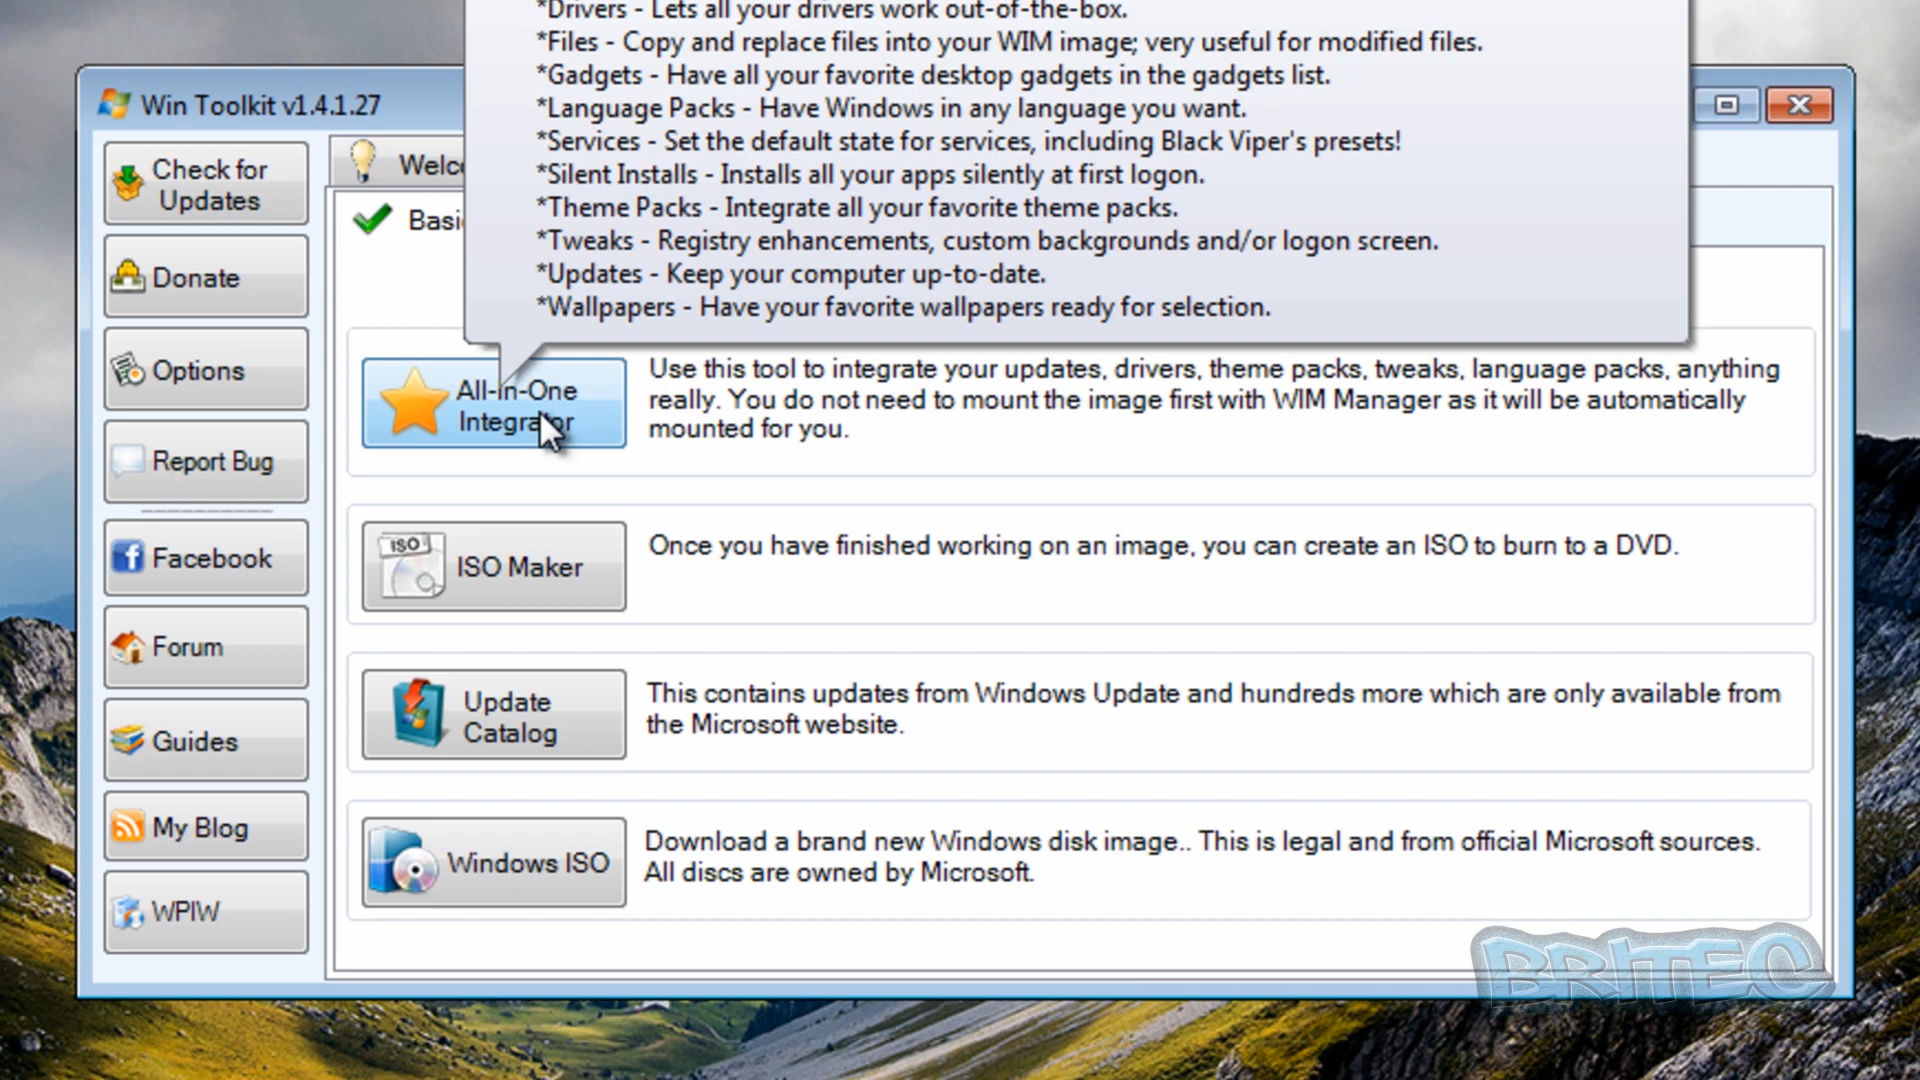 *Drivers - Lets all your drivers work out-of-the-box.
*Files - Copy and replace files into your WIM image; very useful for modified files.
*Gadgets - Have all your favorite desktop gadgets in the gadgets list.
*Language Packs - Have Windows in any language you want.
*Services - Set the default state for services, including Black Viper's presets!
*Silent Installs - Installs all your apps silently at first logon.
*Theme Packs - Integrate all your favorite theme packs.
*Tweaks - Registry enhancements, custom backgrounds and/or logon screen.
*Updates - Keep your computer up-to-date.
*Wallpapers - Have your favorite wallpapers ready for selection.
Win Toolkit v1.4.1.27
Check for
Updates
Donate
Options
Report Bug
Facebook
Forum
Guides
My Blog
WPIW
Welc
Basi
All-In-One
Integrator
Use this tool to integrate your updates, drivers, theme packs, tweaks, language packs, anything
really. You do not need to mount the image first with WIM Manager as it will be automatically
mounted for you.
ISO
ISO Maker
Once you have finished working on an image, you can create an ISO to burn to a DVD.
Update
Catalog
This contains updates from Windows Update and hundreds more which are only available from
the Microsoft website.
Windows ISO
Download a brand new Windows disk image.. This is legal and from official Microsoft sources.
All discs are owned by Microsoft.
BRITEC